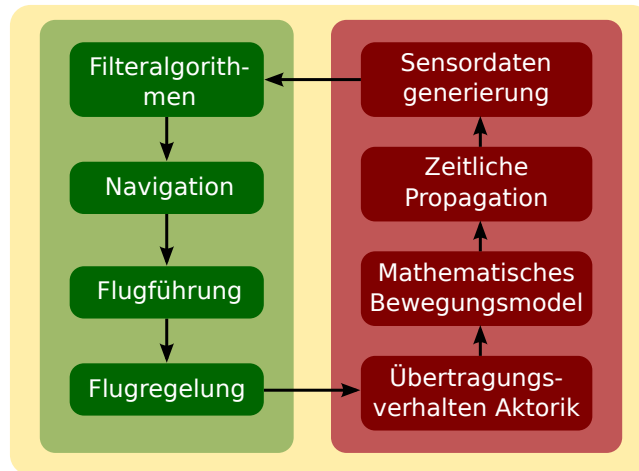 Filteralgorith-
men
Navigation
Flugführung
Flugregelung
Sensordaten
generierung
Zeitliche
Propagation
Mathematisches
Bewegungsmodel
Übertragungs-
verhalten Aktorik